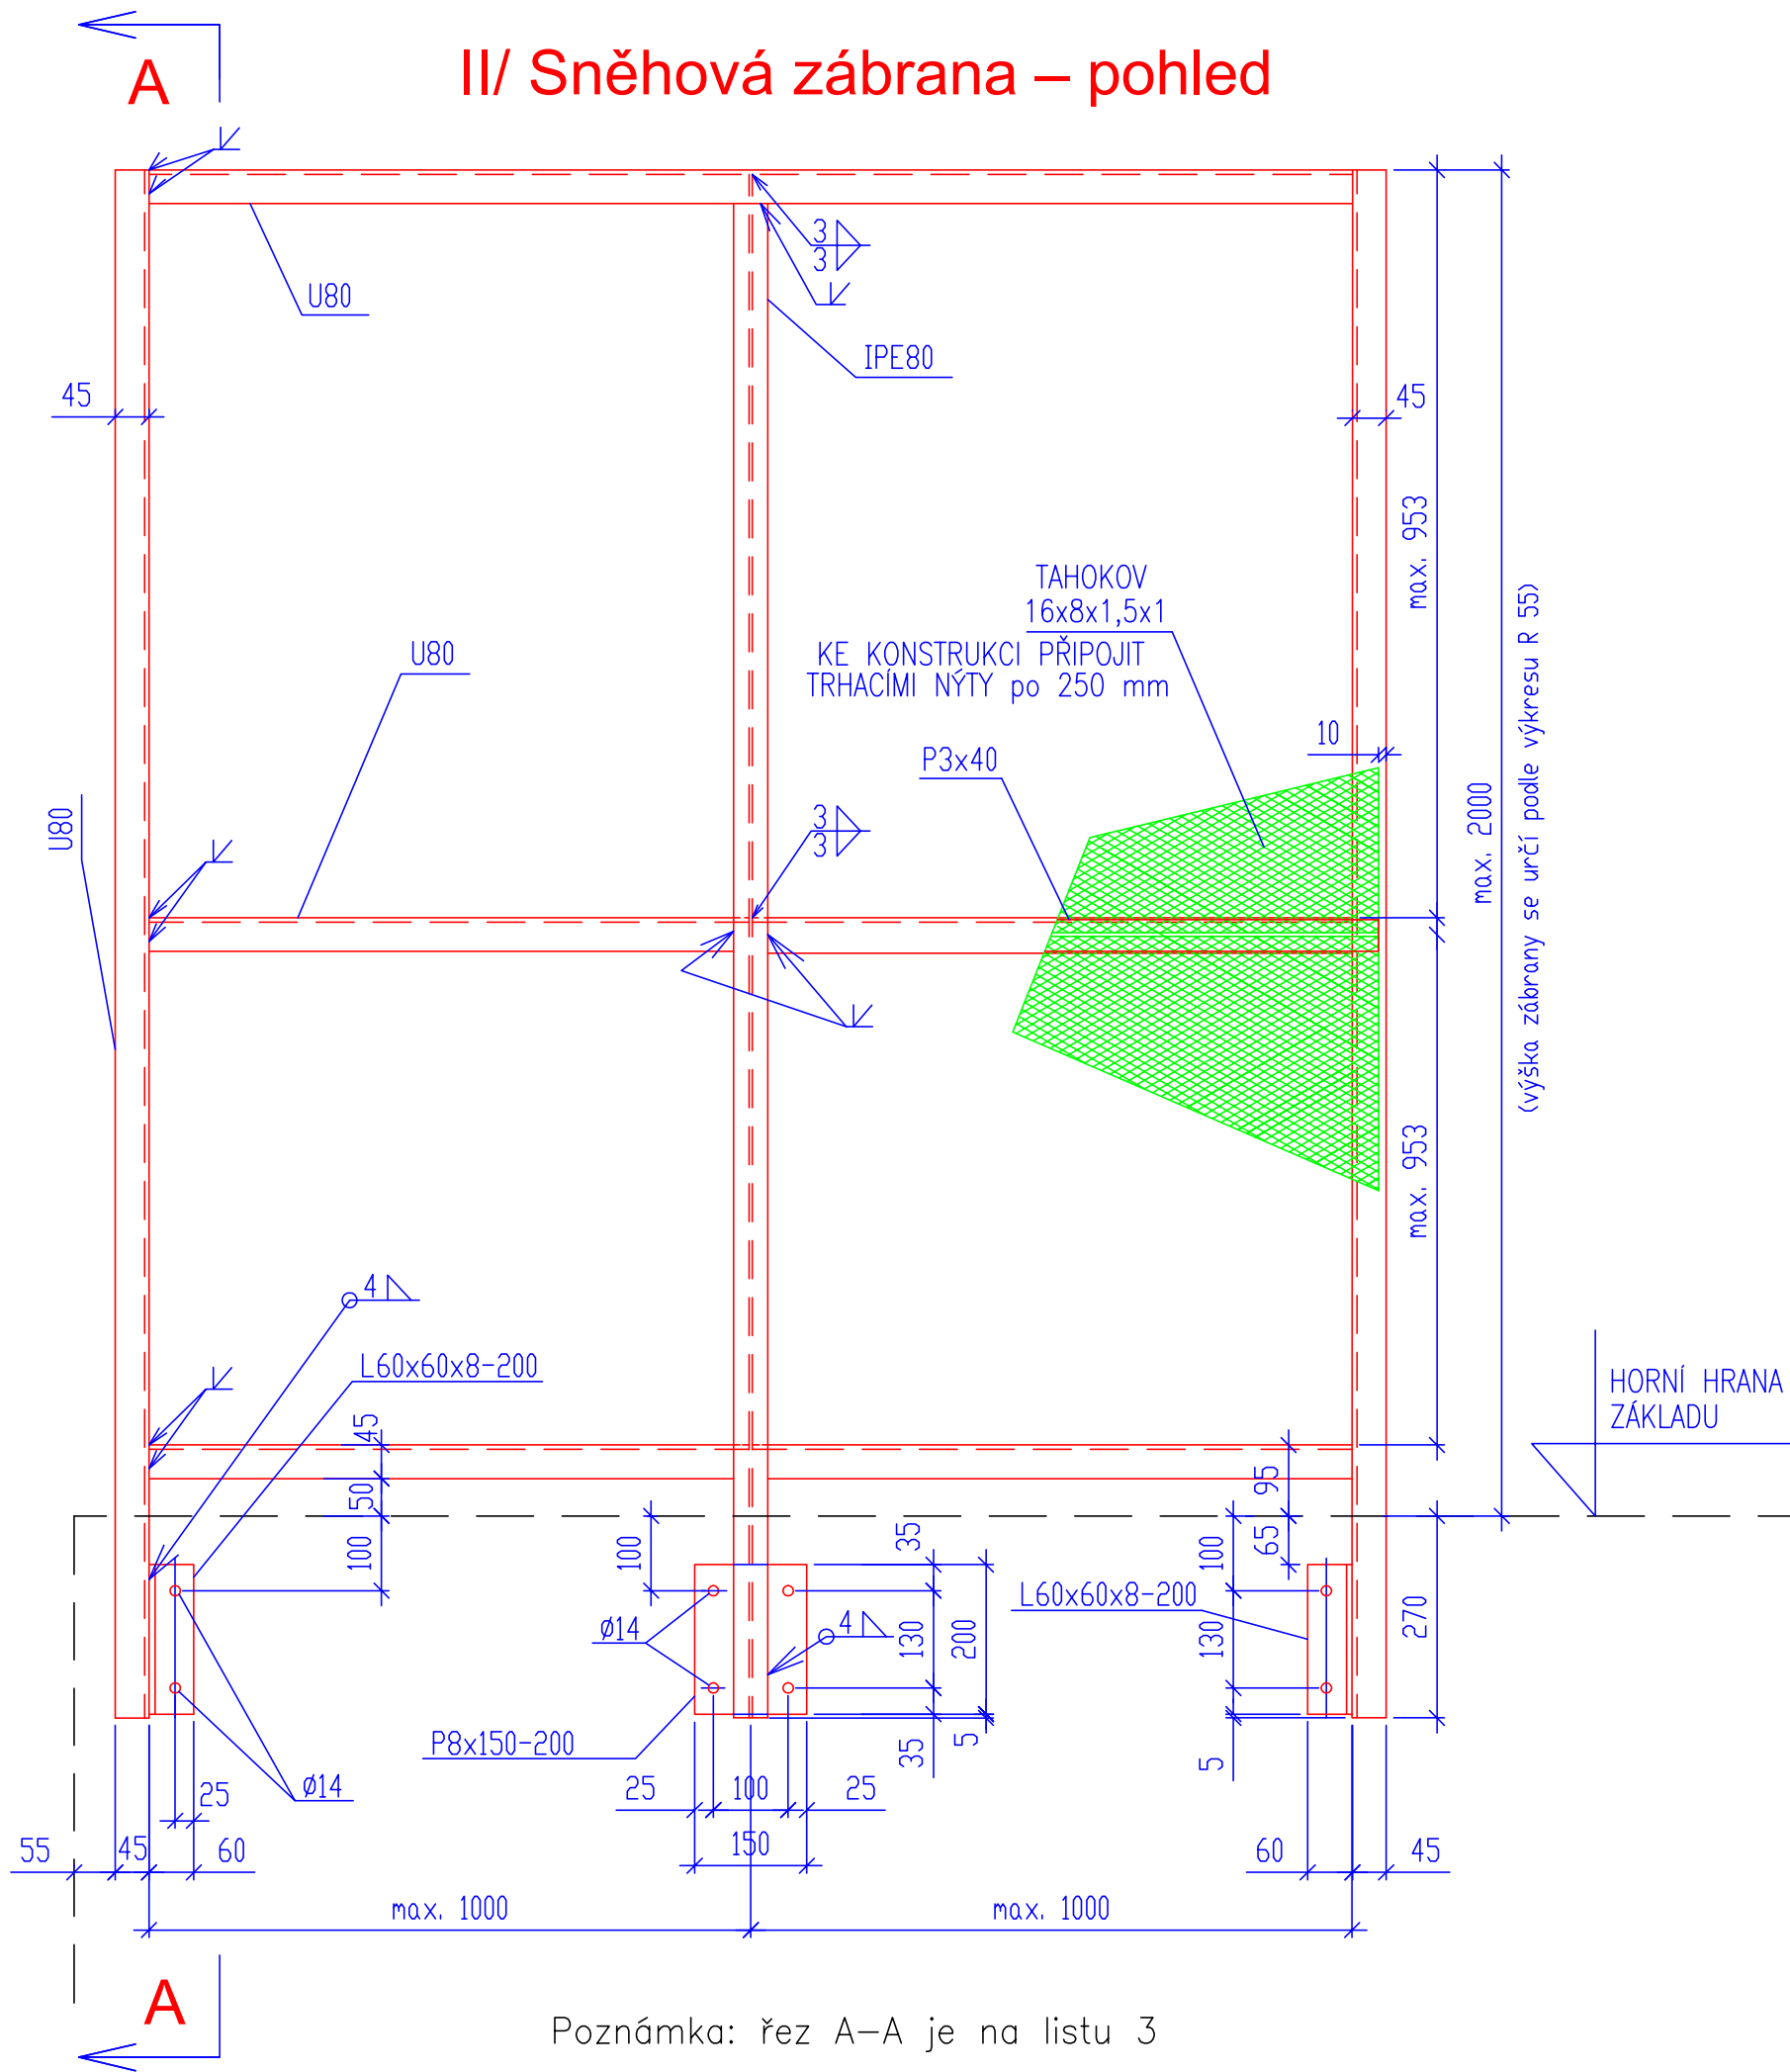 A
II/ Sněhová zábrana – pohled
3
3
U80
IPE80
45
45
max. 953
TAHOKOV
16x8x1,5x1
U80
KE KONSTRUKCI PŘIPOJIT
TRHACÍMI NÝTY po 250 mm
10
P3x40
max. 2000
(výška zábrany se určí podle výkresu R 55)
U80
3
3
max. 953
4
L60x60x8-200
HORNÍ HRANA
ZÁKLADU
45
50
100
95
65
100
35
100
L60x60x8-200
Ø14
4
130
200
130
270
P8x150-200
35
5
5
Ø14
25
25
100
25
55
45
60
150
60
45
max. 1000
max. 1000
A
Poznámka: řez A–A je na listu 3